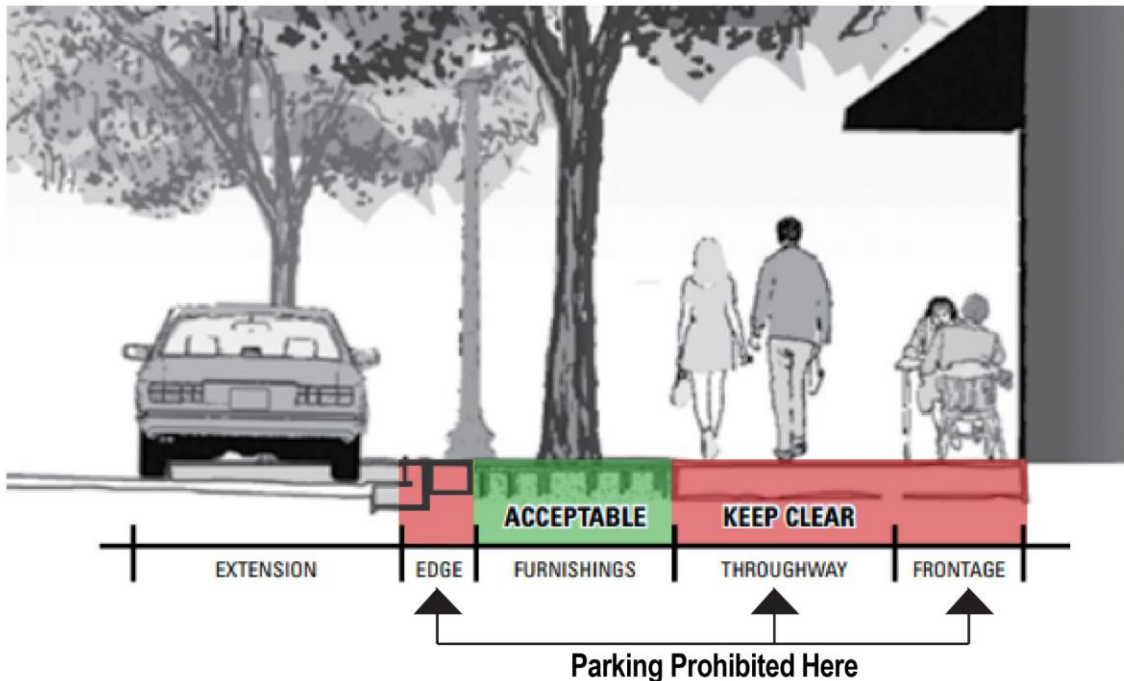 ACCEPTABLE KEEP CLEAR
EXTENSION EDGE FURNISHINGS THROUGHWAY FRONTAGE
Parking Prohibited Here